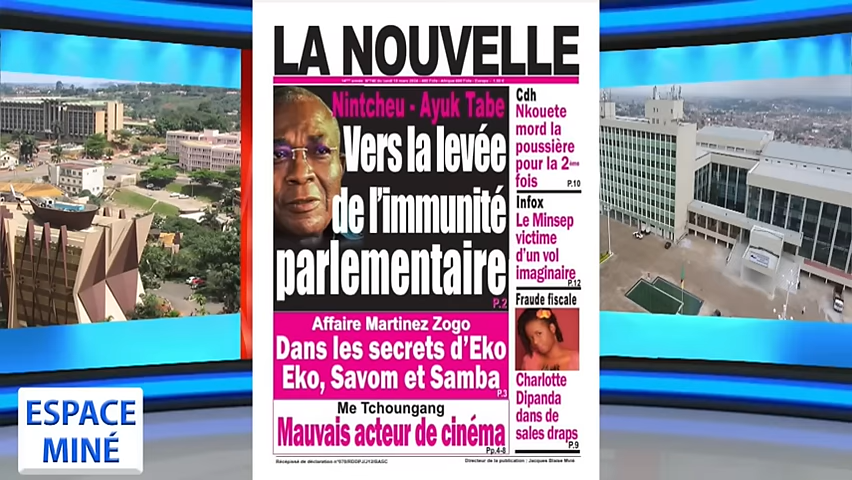 LA NOUVELLE
Nintcheu - Ayuk Tabe
Vers la levée
de l'immunité
parlementaire
P.2
Affaire Martinez Zogo
Dans les secrets d'Eko
Eko, Savom et Samba
P.3
Me Tchoungang
Mauvais acteur de cinéma
Pp.4-8
Cdh
Nkouete
mord la
poussière
pour la 2ème
fois
P.10
Infox
Le Minsep
victime
d'un vol
imaginaire
P.12
Fraude fiscale
Charlotte
Dipanda
dans de
sales draps
P.9
Directeur de la publication : Jacques Blaise Mvié
ESPACE
MINÉ